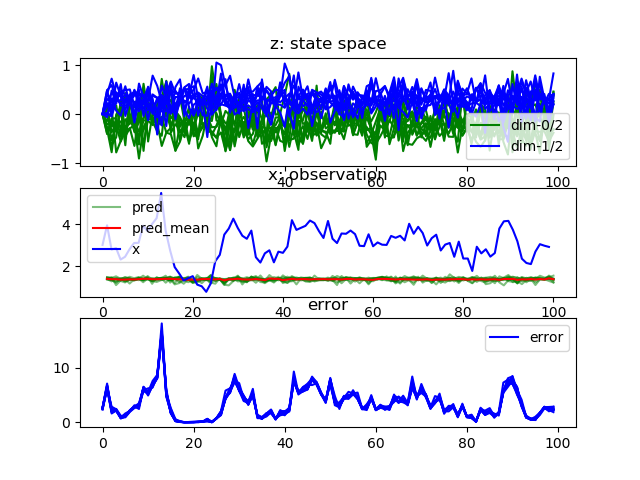 z: state space
1
0
−1
dim-0/2
dim-1/2
0 20 40 60 80 100
x: observation
4
2
pred
pred_mean
x
0 20 40 60 80 100
error
10
0
error
0 20 40 60 80 100